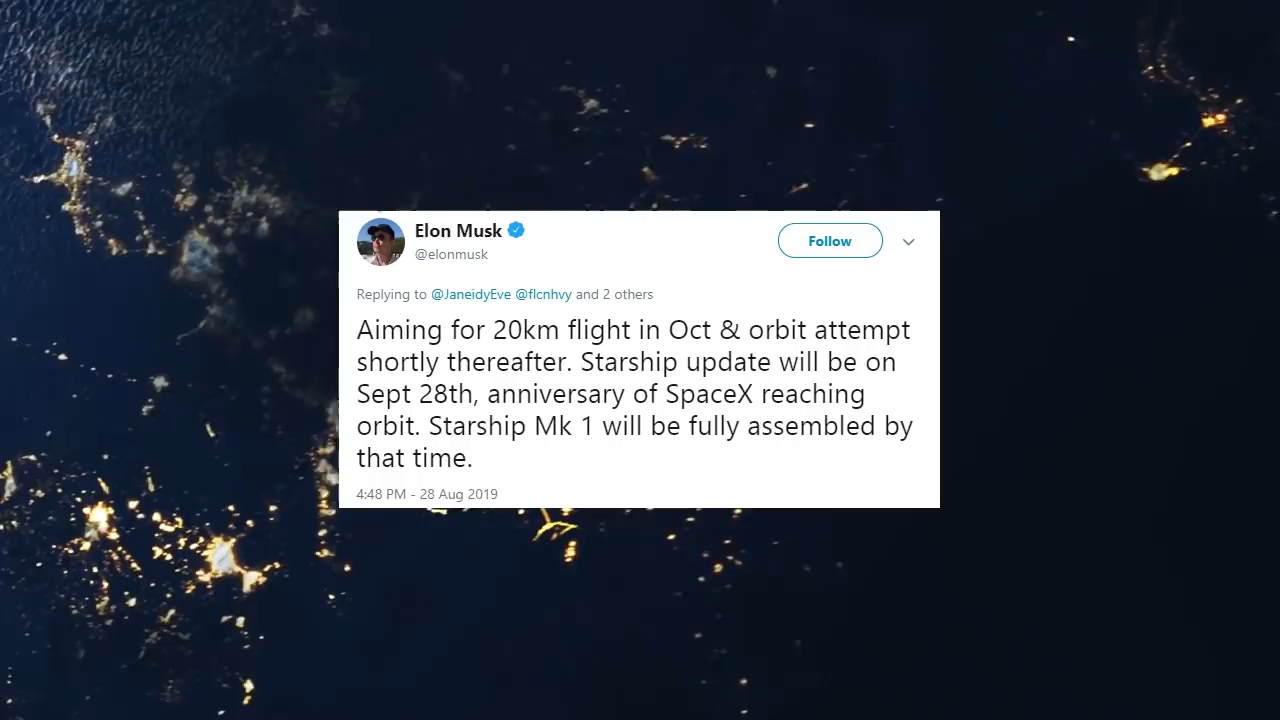 Elon Musk
@elonmusk
Follow
Replying to @JaneidyEve @flcnhvy and 2 others
Aiming for 20km flight in Oct & orbit attempt
shortly thereafter. Starship update will be on
Sept 28th, anniversary of SpaceX reaching
orbit. Starship Mk 1 will be fully assembled by
that time.
4:48 PM - 28 Aug 2019